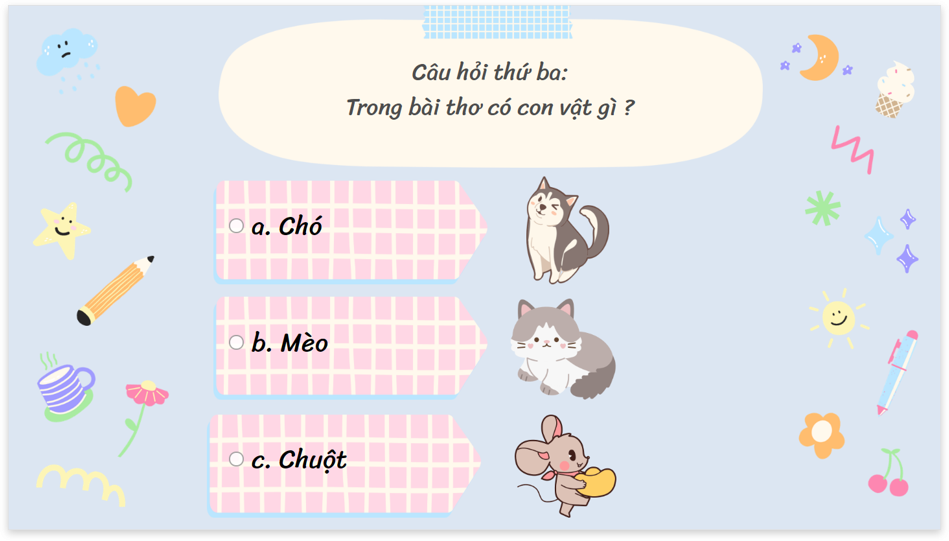 Câu hỏi thứ ba:
Trong bài thơ có con vật gì ?
a. Chó
b. Mèo
c. Chuột